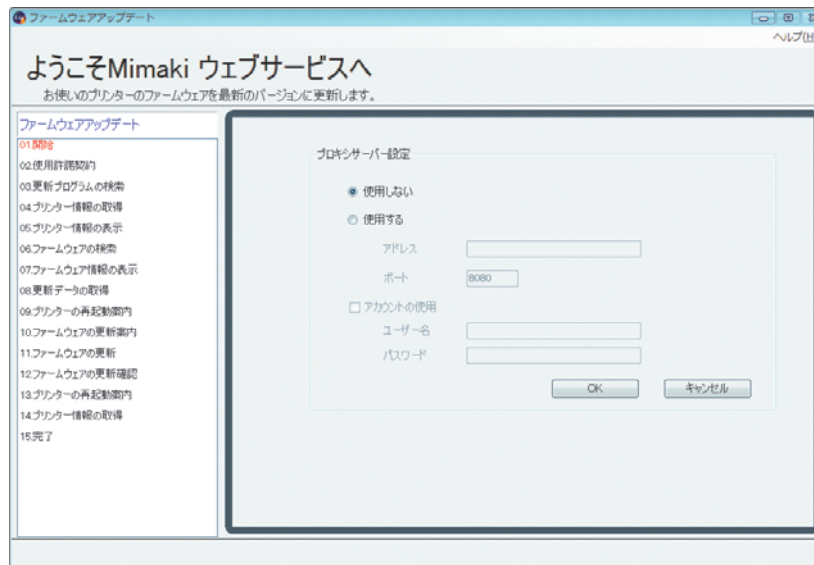 ファームウェアアップデート
ヘルプ(H
ようこそMimaki ウェブサービスへ
お使いのプリンターのファームウェアを最新のバージョンに更新します。
ファームウェアアップデート
01.開始
02.使用許諾契約
03.更新プログラムの検索
04.プリンター情報の取得
05.プリンター情報の表示
06.ファームウェアの検索
07.ファームウェア情報の表示
08.更新データの取得
09.プリンターの再起動案内
10.ファームウェアの更新案内
11.ファームウェアの更新
12.ファームウェアの更新確認
13.プリンターの再起動案内
14.プリンター情報の取得
15.完了
プロキシサーバー設定
使用しない
使用する
アドレス
ポート 8080
アカウントの使用
ユーザー名
パスワード
OK キャンセル